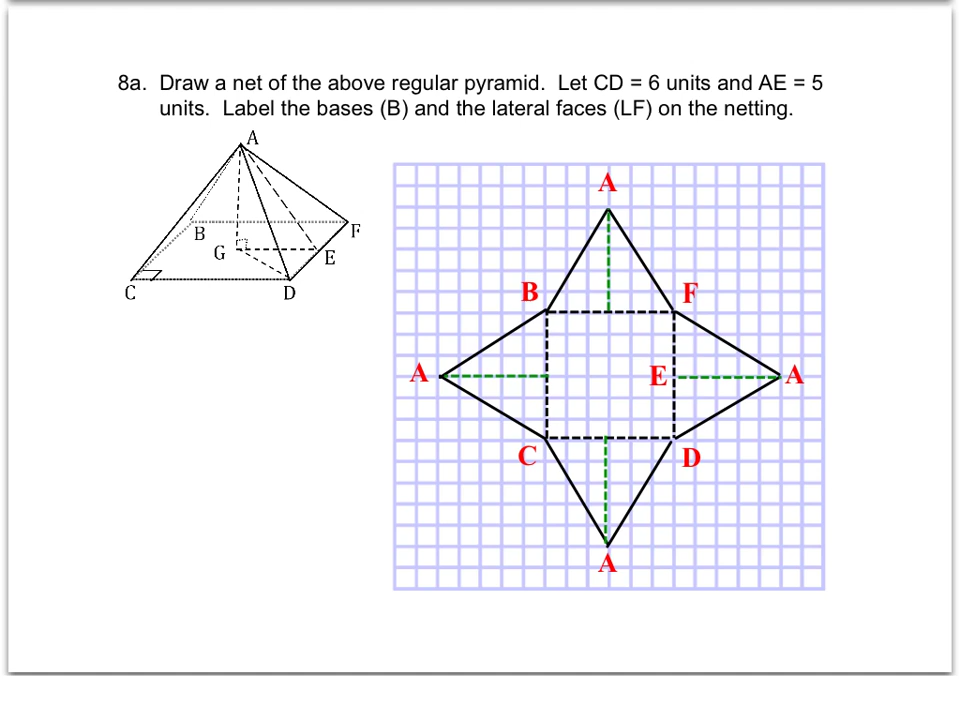 8a. Draw a net of the above regular pyramid. Let CD = 6 units and AE = 5
units. Label the bases (B) and the lateral faces (LF) on the netting.
A
B
F
G
E
C
D
A
B
F
A
E
A
C
D
A